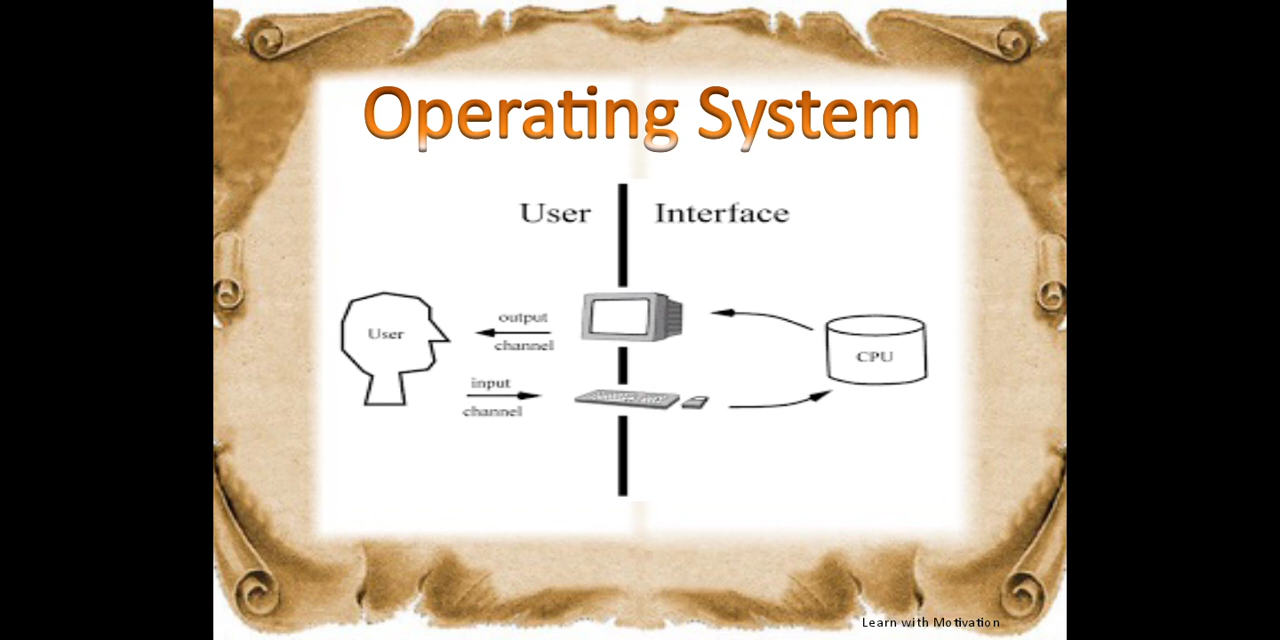 Operating System
User Interface
User
output
channel
input
channel
CPU
Learn with Motivation